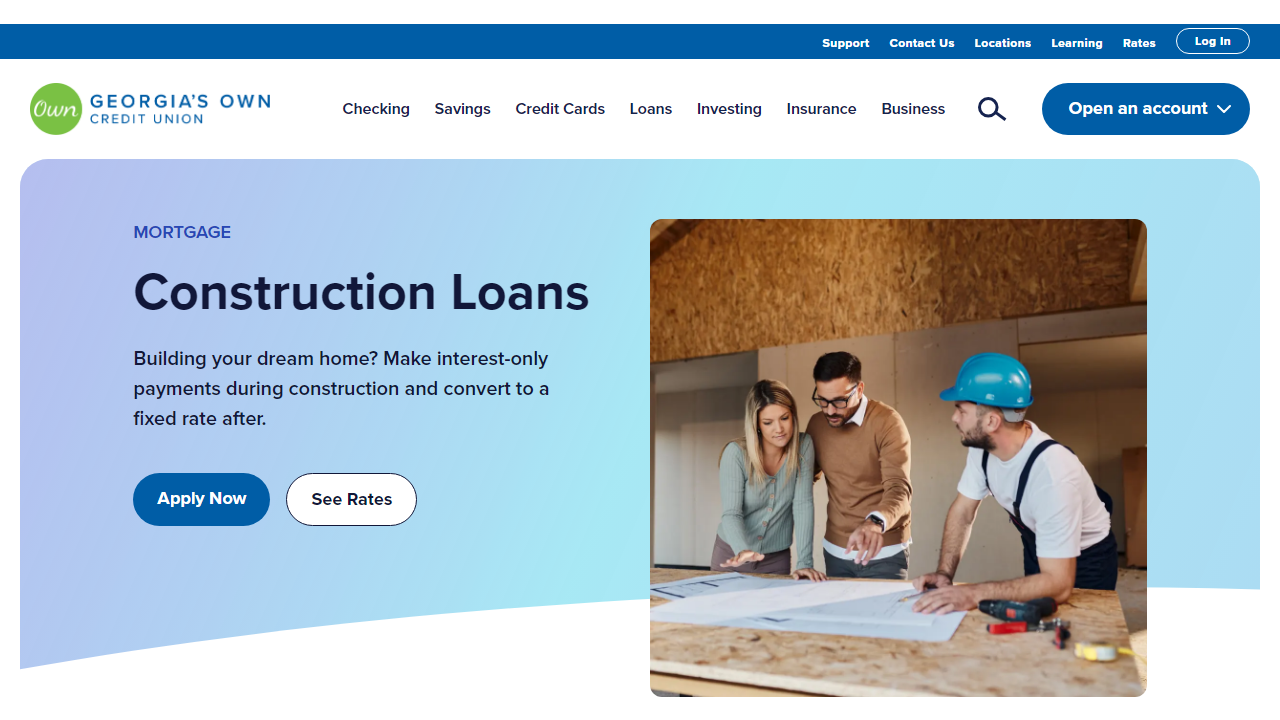 Support Contact Us Locations Learning Rates Log In
Own GEORGIA'S OWN
CREDIT UNION
Checking Savings Credit Cards Loans Investing Insurance Business Open an account
MORTGAGE
Construction Loans
Building your dream home? Make interest-only
payments during construction and convert to a
fixed rate after.
Apply Now See Rates